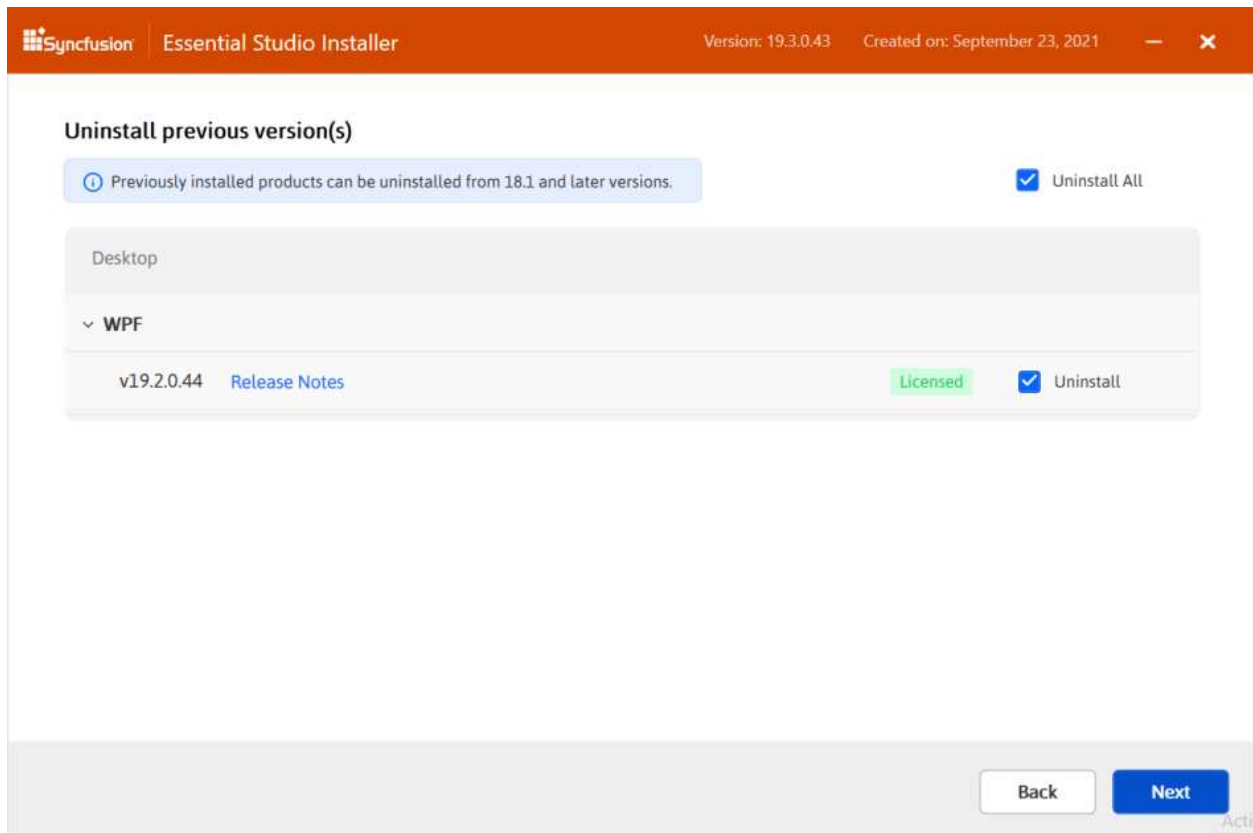 Syncfusion Essential Studio Installer Version: 19.3.0.43 Created on: September 23, 2021
Uninstall previous version(s)
Previously installed products can be uninstalled from 18.1 and later versions. Uninstall All
Desktop
WPF
v19.2.0.44 Release Notes Licensed Uninstall
Back Next
Acti